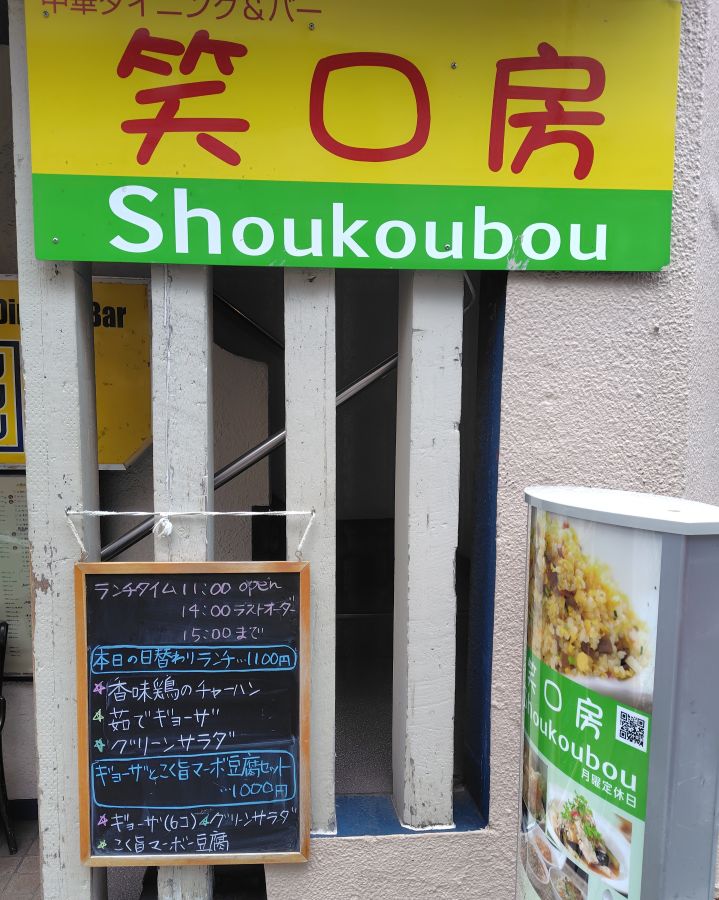 中華ダイニング&バー
笑口房
Shoukoubou
Bar
ランチタイム 11:00 open
14:00 ラストオーダー
15:00 まで
本日の日替わりランチ…1100円
香味鶏のチャーハン
茹でギョーザ
グリーンサラダ
ギョーザとこく旨マーボ豆腐セット
…1000円
ギョーザ(6コ) グリーンサラダ
こく旨マーボー豆腐
笑口房
Shoukoubou
月曜定休日